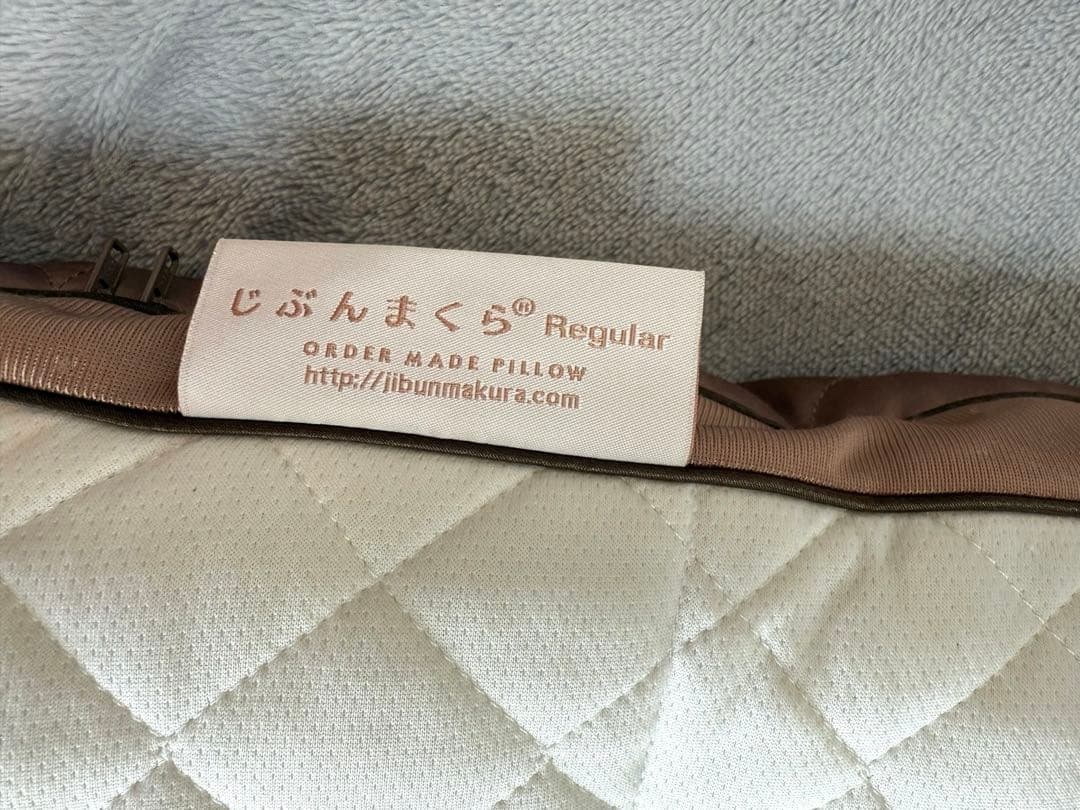 じぶんまくら® Regular
ORDER MADE PILLOW
http://jibunmakura.com